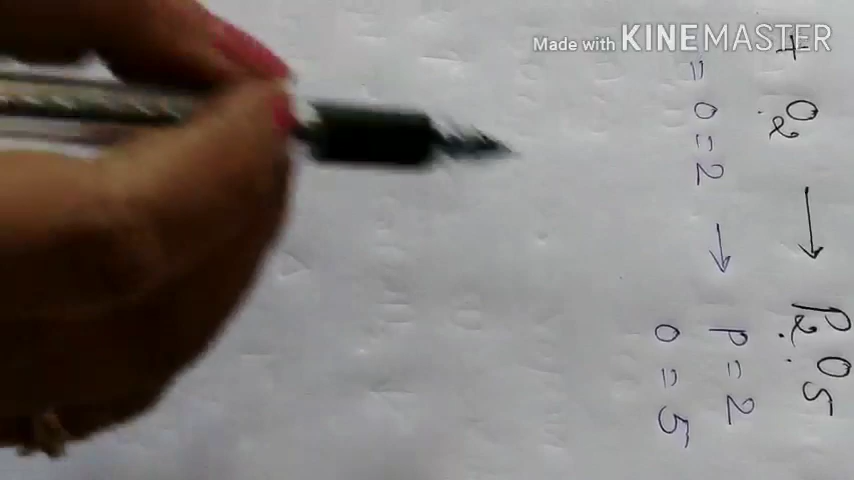 Made with KINEMASTER
+ O2 → P2O5
= O = 2 → P = 2
O = 5